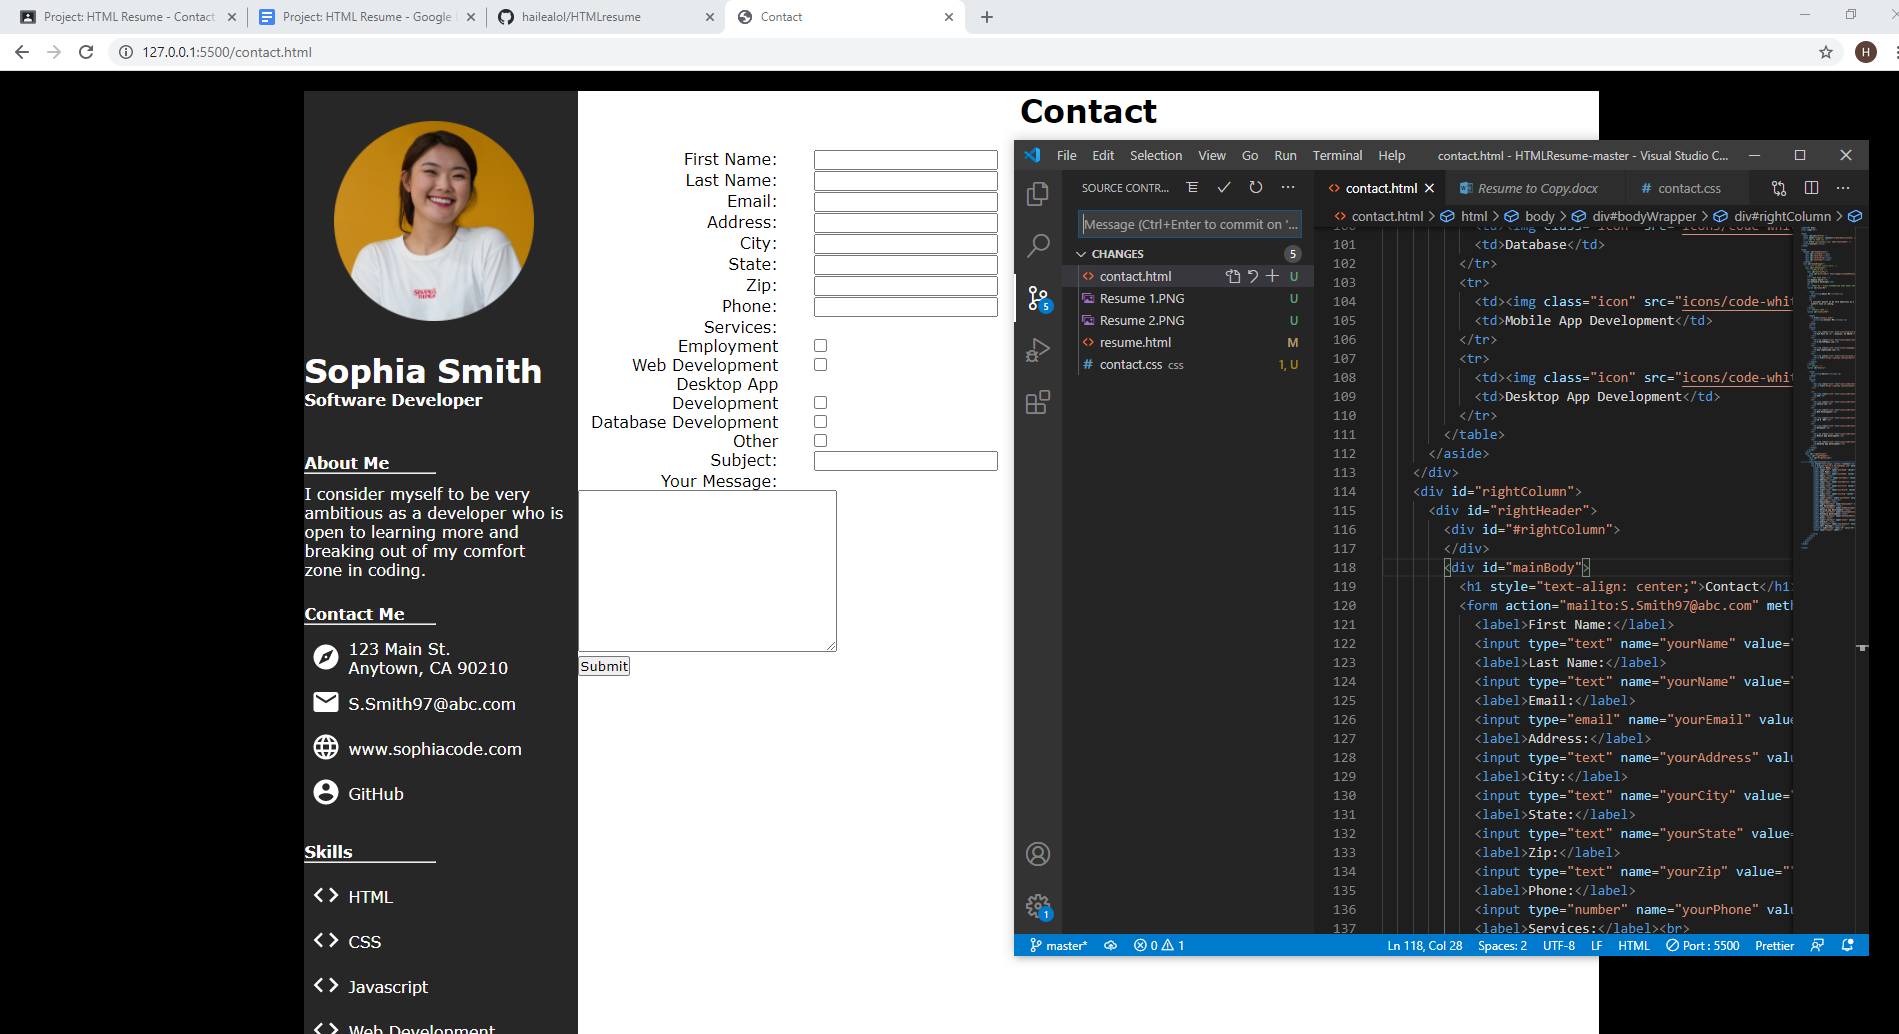 Project: HTML Resume - Contact
Project: HTML Resume - Google
hailealol/HTMLresume
Contact
127.0.0.1:5500/contact.html
H
Sophia Smith
Software Developer
About Me
I consider myself to be very
ambitious as a developer who is
open to learning more and
breaking out of my comfort
zone in coding.
Contact Me
123 Main St.
Anytown, CA 90210
S.Smith97@abc.com
www.sophiacode.com
GitHub
Skills
HTML
CSS
Javascript
Web Development
Contact
First Name:
Last Name:
Email:
Address:
City:
State:
Zip:
Phone:
Services:
Employment
Web Development
Desktop App
Development
Database Development
Other
Subject:
Your Message:
Submit
File Edit Selection View Go Run Terminal Help contact.html - HTMLResume-master - Visual Studio C...
SOURCE CONTR...
Message (Ctrl+Enter to commit on '...
CHANGES 5
contact.html U
Resume 1.PNG U
Resume 2.PNG U
resume.html M
contact.css css 1, U
5
1
contact.html Resume to Copy.docx # contact.css
contact.html > html > body > div#bodyWrapper > div#rightColumn >
100 <td><img class="icon" src="icons/code-whit
101 <td>Database</td>
102 </tr>
103 <tr>
104 <td><img class="icon" src="icons/code-whit
105 <td>Mobile App Development</td>
106 </tr>
107 <tr>
108 <td><img class="icon" src="icons/code-whit
109 <td>Desktop App Development</td>
110 </tr>
111 </table>
112 </aside>
113 </div>
114 <div id="rightColumn">
115 <div id="rightHeader">
116 <div id="#rightColumn">
117 </div>
118 <div id="mainBody">
119 <h1 style="text-align: center;">Contact</h1
120 <form action="mailto:S.Smith97@abc.com" meth
121 <label>First Name:</label>
122 <input type="text" name="yourName" value="
123 <label>Last Name:</label>
124 <input type="text" name="yourName" value="
125 <label>Email:</label>
126 <input type="email" name="yourEmail" value
127 <label>Address:</label>
128 <input type="text" name="yourAddress" valu
129 <label>City:</label>
130 <input type="text" name="yourCity" value="
131 <label>State:</label>
132 <input type="text" name="yourState" value=
133 <label>Zip:</label>
134 <input type="text" name="yourZip" value=""
135 <label>Phone:</label>
136 <input type="number" name="yourPhone" valu
137 <label>Services:</label><br>
master* 0 1 Ln 118, Col 28 Spaces: 2 UTF-8 LF HTML Port : 5500 Prettier